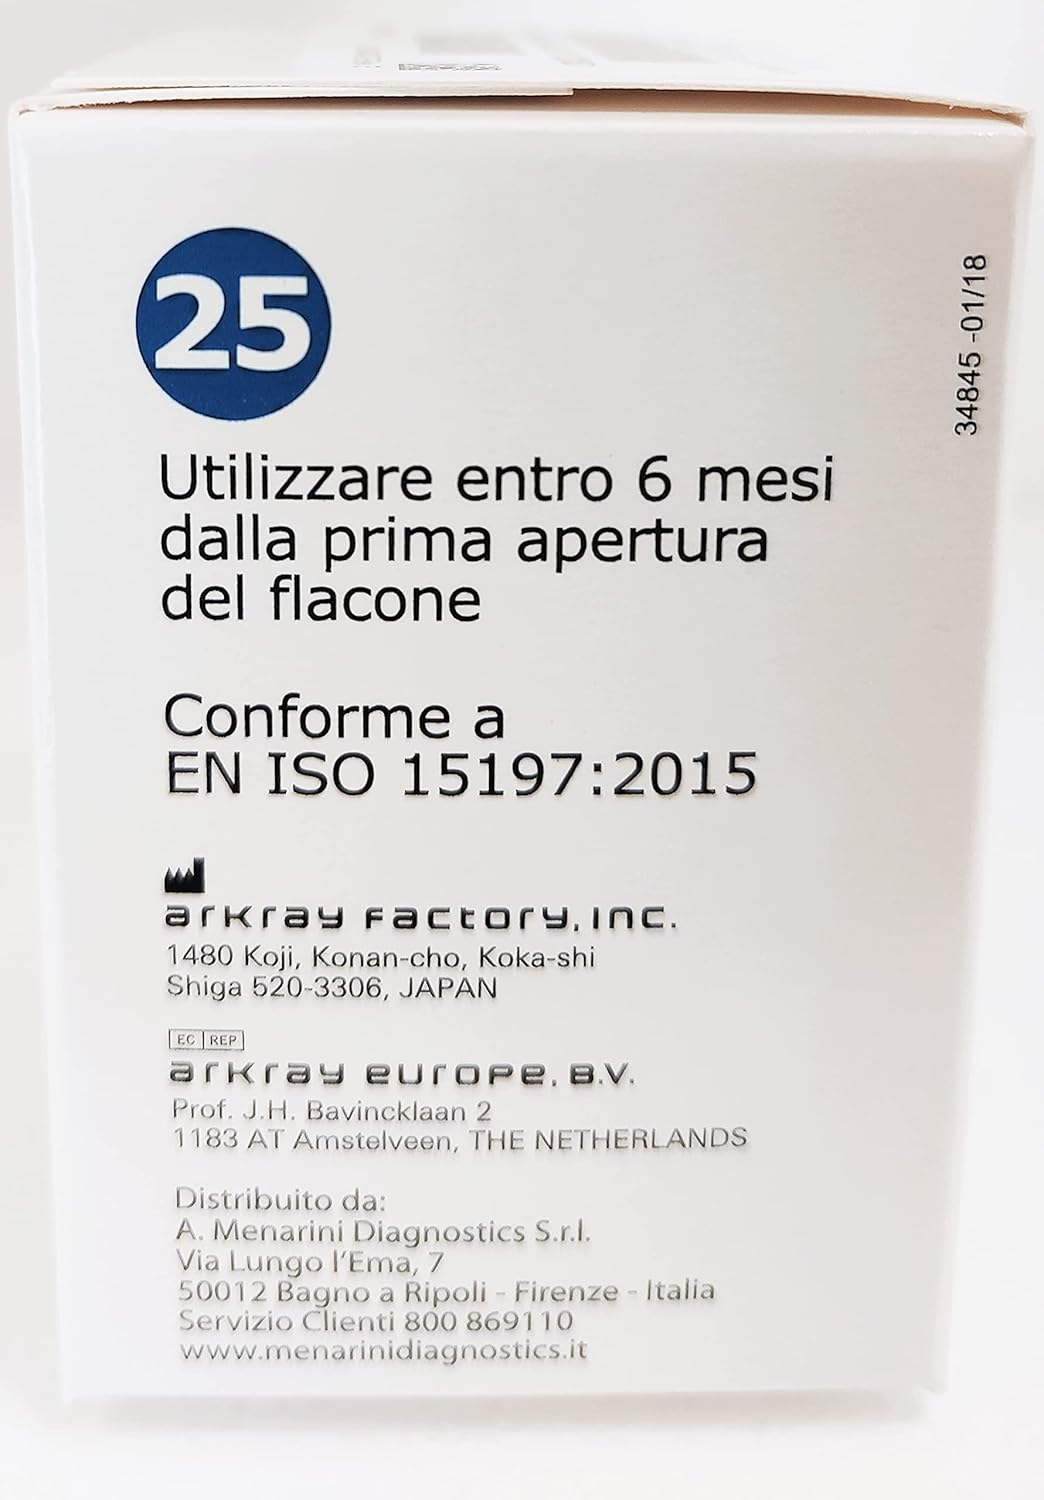 25
34845 -01/18
Utilizzare entro 6 mesi
dalla prima apertura
del flacone
Conforme a
EN ISO 15197:2015
arkray factory, inc.
1480 Koji, Konan-cho, Koka-shi
Shiga 520-3306, JAPAN
EC REP
arkray europe, B.V.
Prof. J.H. Bavincklaan 2
1183 AT Amstelveen, THE NETHERLANDS
Distribuito da:
A. Menarini Diagnostics S.r.l.
Via Lungo l'Ema, 7
50012 Bagno a Ripoli - Firenze - Italia
Servizio Clienti 800 869110
www.menarinidiagnostics.it